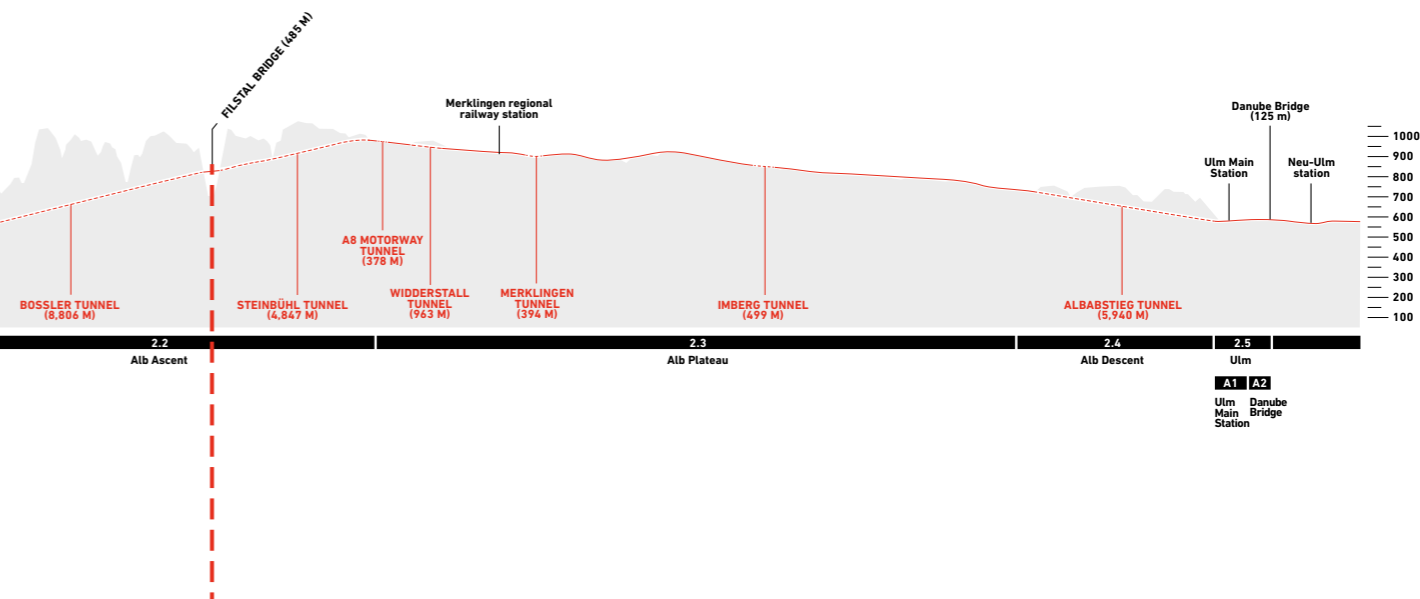 FILSTAL BRIDGE (485 M)
Merklingen regional
railway station
Danube Bridge
(125 m)
Ulm Main
Station
Neu-Ulm
station
1000
900
800
700
600
500
400
300
200
100
A8 MOTORWAY
TUNNEL
(378 M)
BOSSLER TUNNEL
(8,806 M)
STEINBÜHL TUNNEL
(4,847 M)
WIDDERSTALL
TUNNEL
(963 M)
MERKLINGEN
TUNNEL
(394 M)
IMBERG TUNNEL
(499 M)
ALBABSTIEG TUNNEL
(5,940 M)
2.2
2.3
2.4
2.5
Alb Ascent
Alb Plateau
Alb Descent
Ulm
A1
A2
Ulm
Main
Station
Danube
Bridge